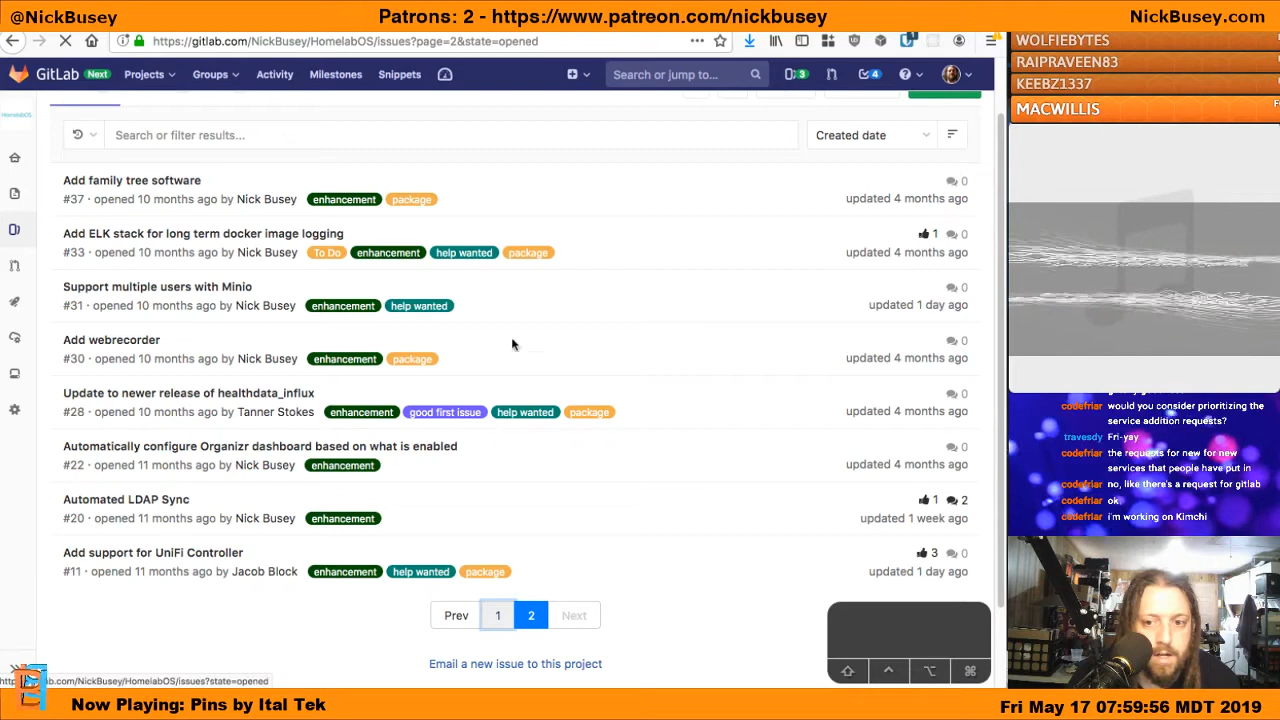 @NickBusey
Patrons: 2 - https://www.patreon.com/nickbusey
NickBusey.com
https://gitlab.com/NickBusey/HomelabOS/issues?page=2&state=opened
GitLab Next Projects Groups Activity Milestones Snippets
Search or jump to...
3
4
Search or filter results...
Created date
Add family tree software
0
#37 · opened 10 months ago by Nick Busey enhancement package
updated 4 months ago
Add ELK stack for long term docker image logging
1 0
#33 · opened 10 months ago by Nick Busey To Do enhancement help wanted package
updated 4 months ago
Support multiple users with Minio
0
#31 · opened 10 months ago by Nick Busey enhancement help wanted
updated 1 day ago
Add webrecorder
0
#30 · opened 10 months ago by Nick Busey enhancement package
updated 4 months ago
Update to newer release of healthdata_influx
0
#28 · opened 10 months ago by Tanner Stokes enhancement good first issue help wanted package
updated 4 months ago
Automatically configure Organizr dashboard based on what is enabled
0
#22 · opened 11 months ago by Nick Busey enhancement
updated 4 months ago
Automated LDAP Sync
1 2
#20 · opened 11 months ago by Nick Busey enhancement
updated 1 week ago
Add support for UniFi Controller
3 0
#11 · opened 11 months ago by Jacob Block enhancement help wanted package
updated 1 day ago
Prev 1 2 Next
Email a new issue to this project
gitlab.com/NickBusey/HomelabOS/issues?state=opened
WOLFIEBYTES
RAIPRAVEEN83
KEEBZ1337
MACWILLIS
codefriar would you consider prioritizing the
service addition requests?
travesdy Fri-yay
codefriar the requests for new for new
services that people have put in
codefriar no, like there's a request for gitlab
codefriar ok.
codefriar i'm working on Kimchi
Now Playing: Pins by Ital Tek
Fri May 17 07:59:56 MDT 2019